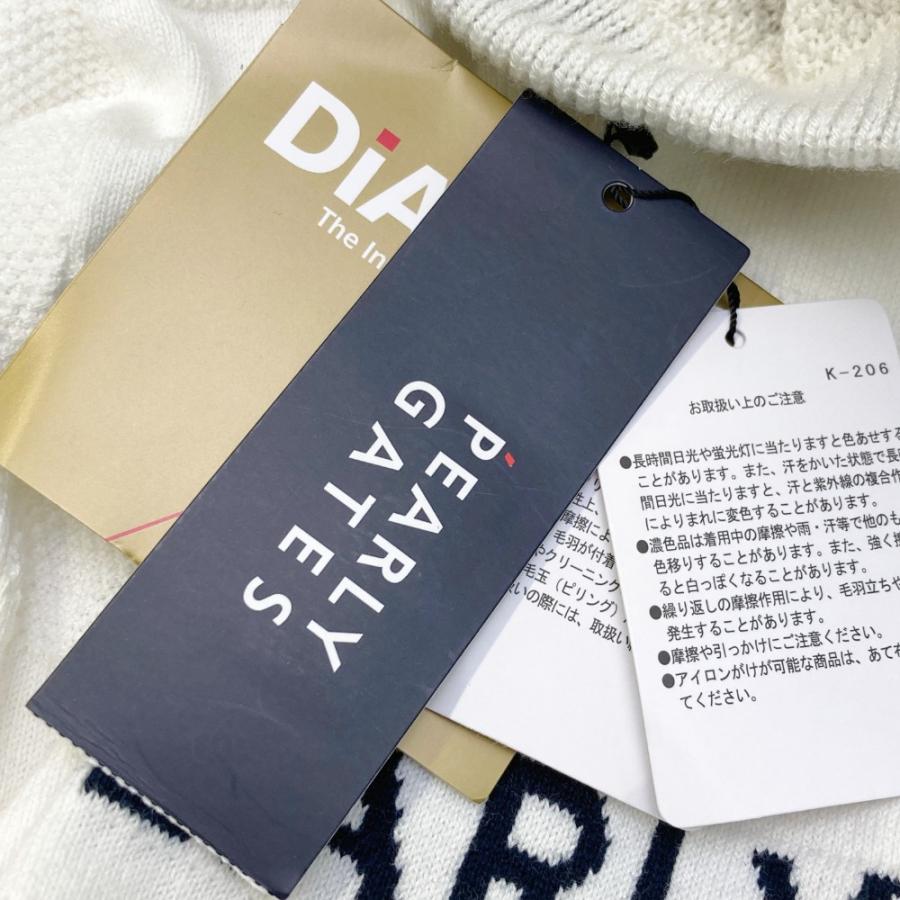 DiA
The In
PEARLY
GATES
K-206
お取扱い上のご注意
●長時間日光や蛍光灯に当たりますと色あせする
ことがあります。また、汗をかいた状態で長
間日光に当たりますと、汗と紫外線の複合作
によりまれに変色することがあります。
●濃色品は着用中の摩擦や雨・汗等で他のも
色移りすることがあります。また、強く擦
ると白っぽくなることがあります。
●繰り返しの摩擦作用により、毛羽立ちや
発生することがあります。
●摩擦や引っかけにご注意ください。
●アイロンがけが可能な商品は、あて布
てください。
性上
摩擦によ
毛羽が付着
やクリーニング
毛玉(ピリング)
いの際には、取扱い